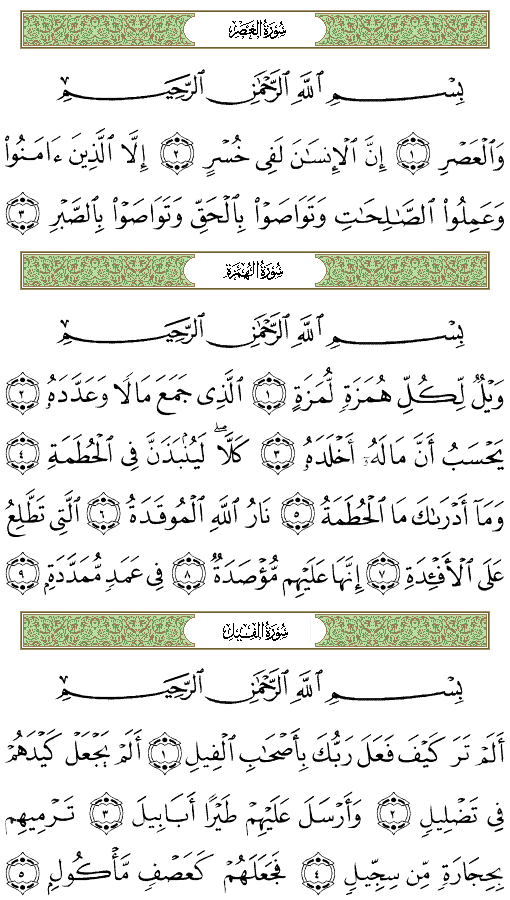 سُورَةُ العَصْرِ
بِسْمِ ٱللَّهِ ٱلرَّحْمَٰنِ ٱلرَّحِيمِ
وَٱلْعَصْرِ ١ إِنَّ ٱلْإِنسَٰنَ لَفِى خُسْرٍ ٢ إِلَّا ٱلَّذِينَ ءَامَنُوا۟
وَعَمِلُوا۟ ٱلصَّٰلِحَٰتِ وَتَوَاصَوْا۟ بِٱلْحَقِّ وَتَوَاصَوْا۟ بِٱلصَّبْرِ ٣
سُورَةُ الهُمَزَةِ
بِسْمِ ٱللَّهِ ٱلرَّحْمَٰنِ ٱلرَّحِيمِ
وَيْلٌ لِّكُلِّ هُمَزَةٍ لُّمَزَةٍ ١ ٱلَّذِى جَمَعَ مَالًا وَعَدَّدَهُۥ ٢
يَحْسَبُ أَنَّ مَالَهُۥٓ أَخْلَدَهُۥ ٣ كَلَّا ۖ لَيُنۢبَذَنَّ فِى ٱلْحُطَمَةِ ٤
وَمَآ أَدْرَىٰكَ مَا ٱلْحُطَمَةُ ٥ نَارُ ٱللَّهِ ٱلْمُوقَدَةُ ٦ ٱلَّتِى تَطَّلِعُ
عَلَى ٱلْأَفْـِٔدَةِ ٧ إِنَّهَا عَلَيْهِم مُّؤْصَدَةٌ ٨ فِى عَمَدٍ مُّمَدَّدَةٍۭ ٩
سُورَةُ الفِيلِ
بِسْمِ ٱللَّهِ ٱلرَّحْمَٰنِ ٱلرَّحِيمِ
أَلَمْ تَرَ كَيْفَ فَعَلَ رَبُّكَ بِأَصْحَٰبِ ٱلْفِيلِ ١ أَلَمْ يَجْعَلْ كَيْدَهُمْ
فِى تَضْلِيلٍ ٢ وَأَرْسَلَ عَلَيْهِمْ طَيْرًا أَبَابِيلَ ٣ تَرْمِيهِم
بِحِجَارَةٍ مِّن سِجِّيلٍ ٤ فَجَعَلَهُمْ كَعَصْفٍ مَّأْكُولٍۭ ٥